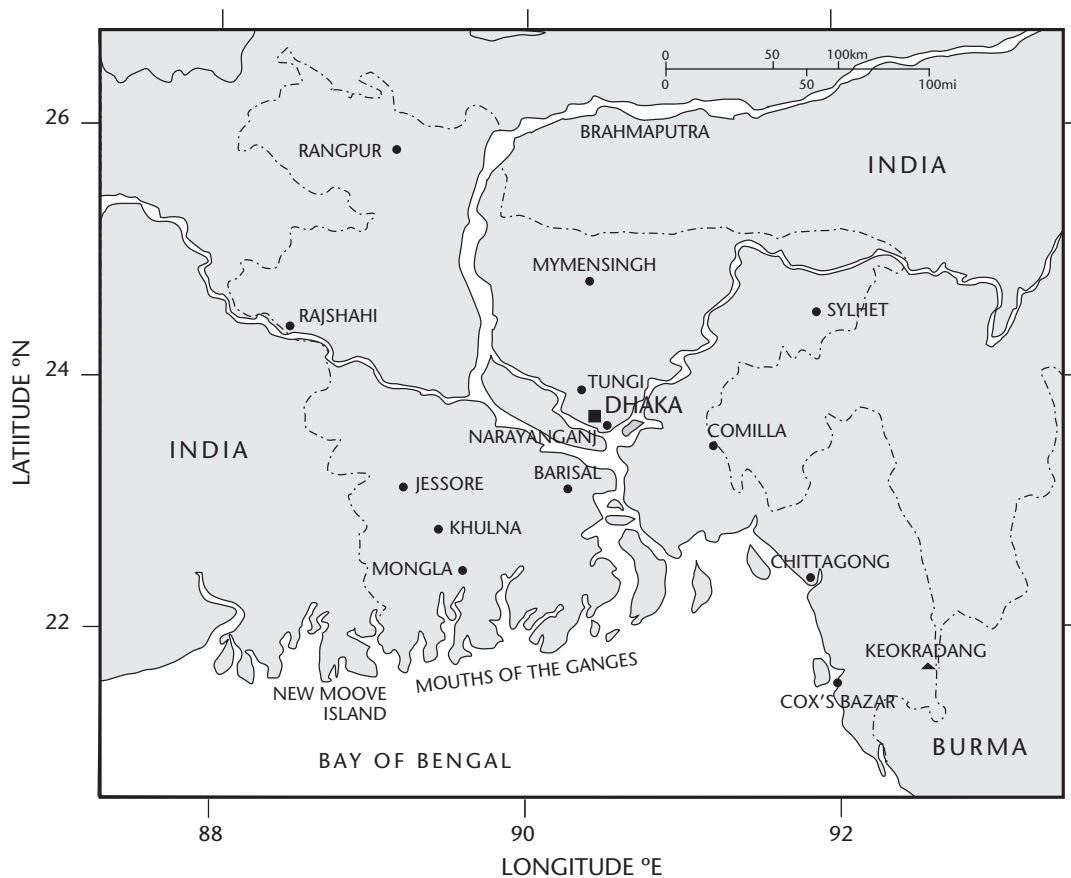 0 50 100km
0 50 100mi
26
BRAHMAPUTRA
RANGPUR
INDIA
MYMENSINGH
RAJSHAHI
SYLHET
LATIITUDE ºN
24
TUNGI
DHAKA
NARAYANGANJ
COMILLA
INDIA
BARISAL
JESSORE
KHULNA
CHITTAGONG
MONGLA
22
KEOKRADANG
MOUTHS OF THE GANGES
NEW MOOVE
ISLAND
COX'S BAZAR
BURMA
BAY OF BENGAL
88 90 92
LONGITUDE ºE